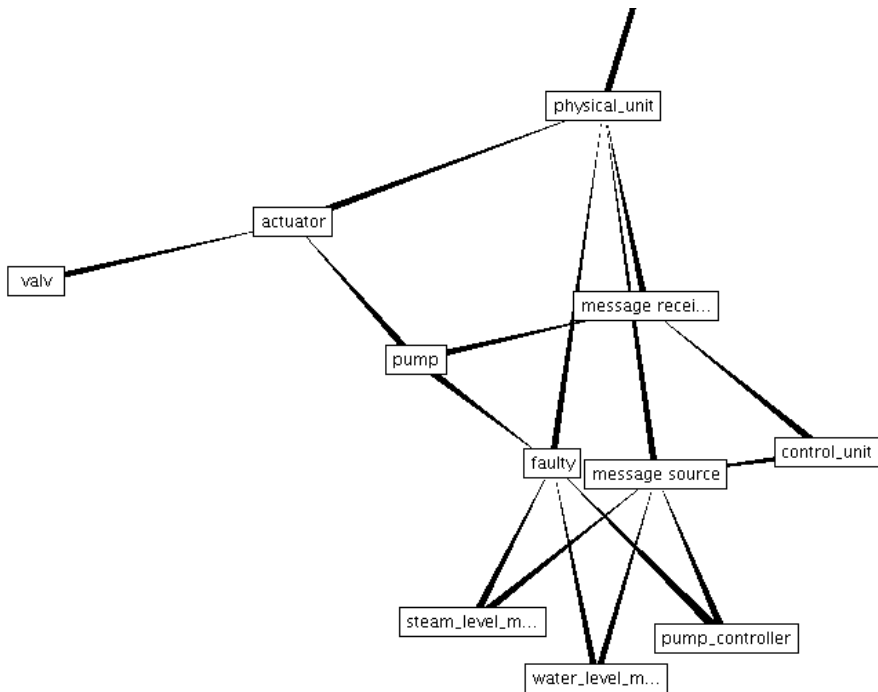 physical_unit
actuator
valv
message recei...
pump
control_unit
faulty
message source
steam_level_m...
pump_controller
water_level_m...